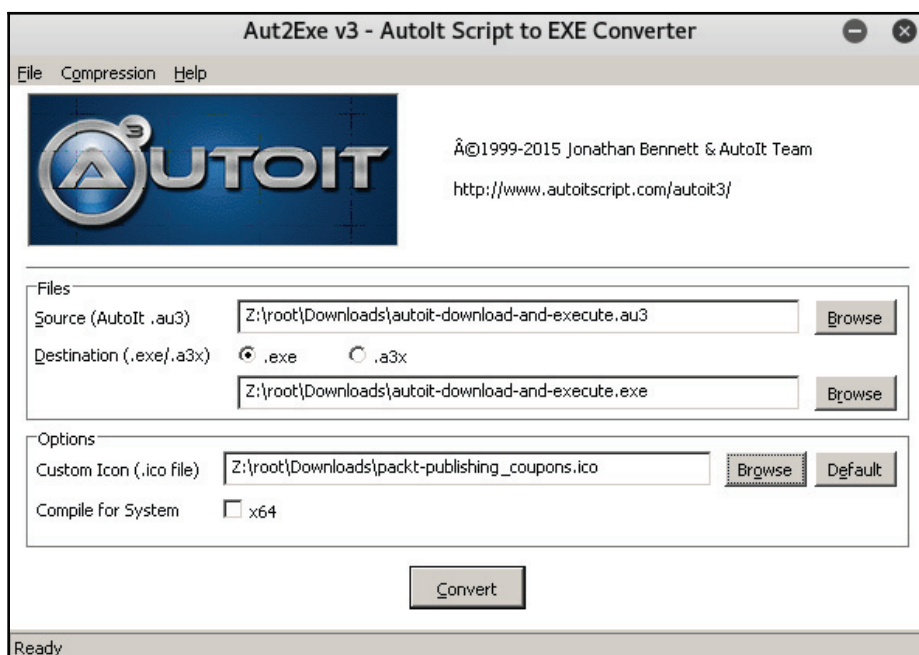 Aut2Exe v3 - AutoIt Script to EXE Converter
File Compression Help
AUTOIT 3
Â©1999-2015 Jonathan Bennett & AutoIt Team
http://www.autoitscript.com/autoit3/
Files
Source (AutoIt .au3) Z:\root\Downloads\autoit-download-and-execute.au3 Browse
Destination (.exe/.a3x) .exe .a3x
Z:\root\Downloads\autoit-download-and-execute.exe Browse
Options
Custom Icon (.ico file) Z:\root\Downloads\packt-publishing_coupons.ico Browse Default
Compile for System x64
Convert
Ready